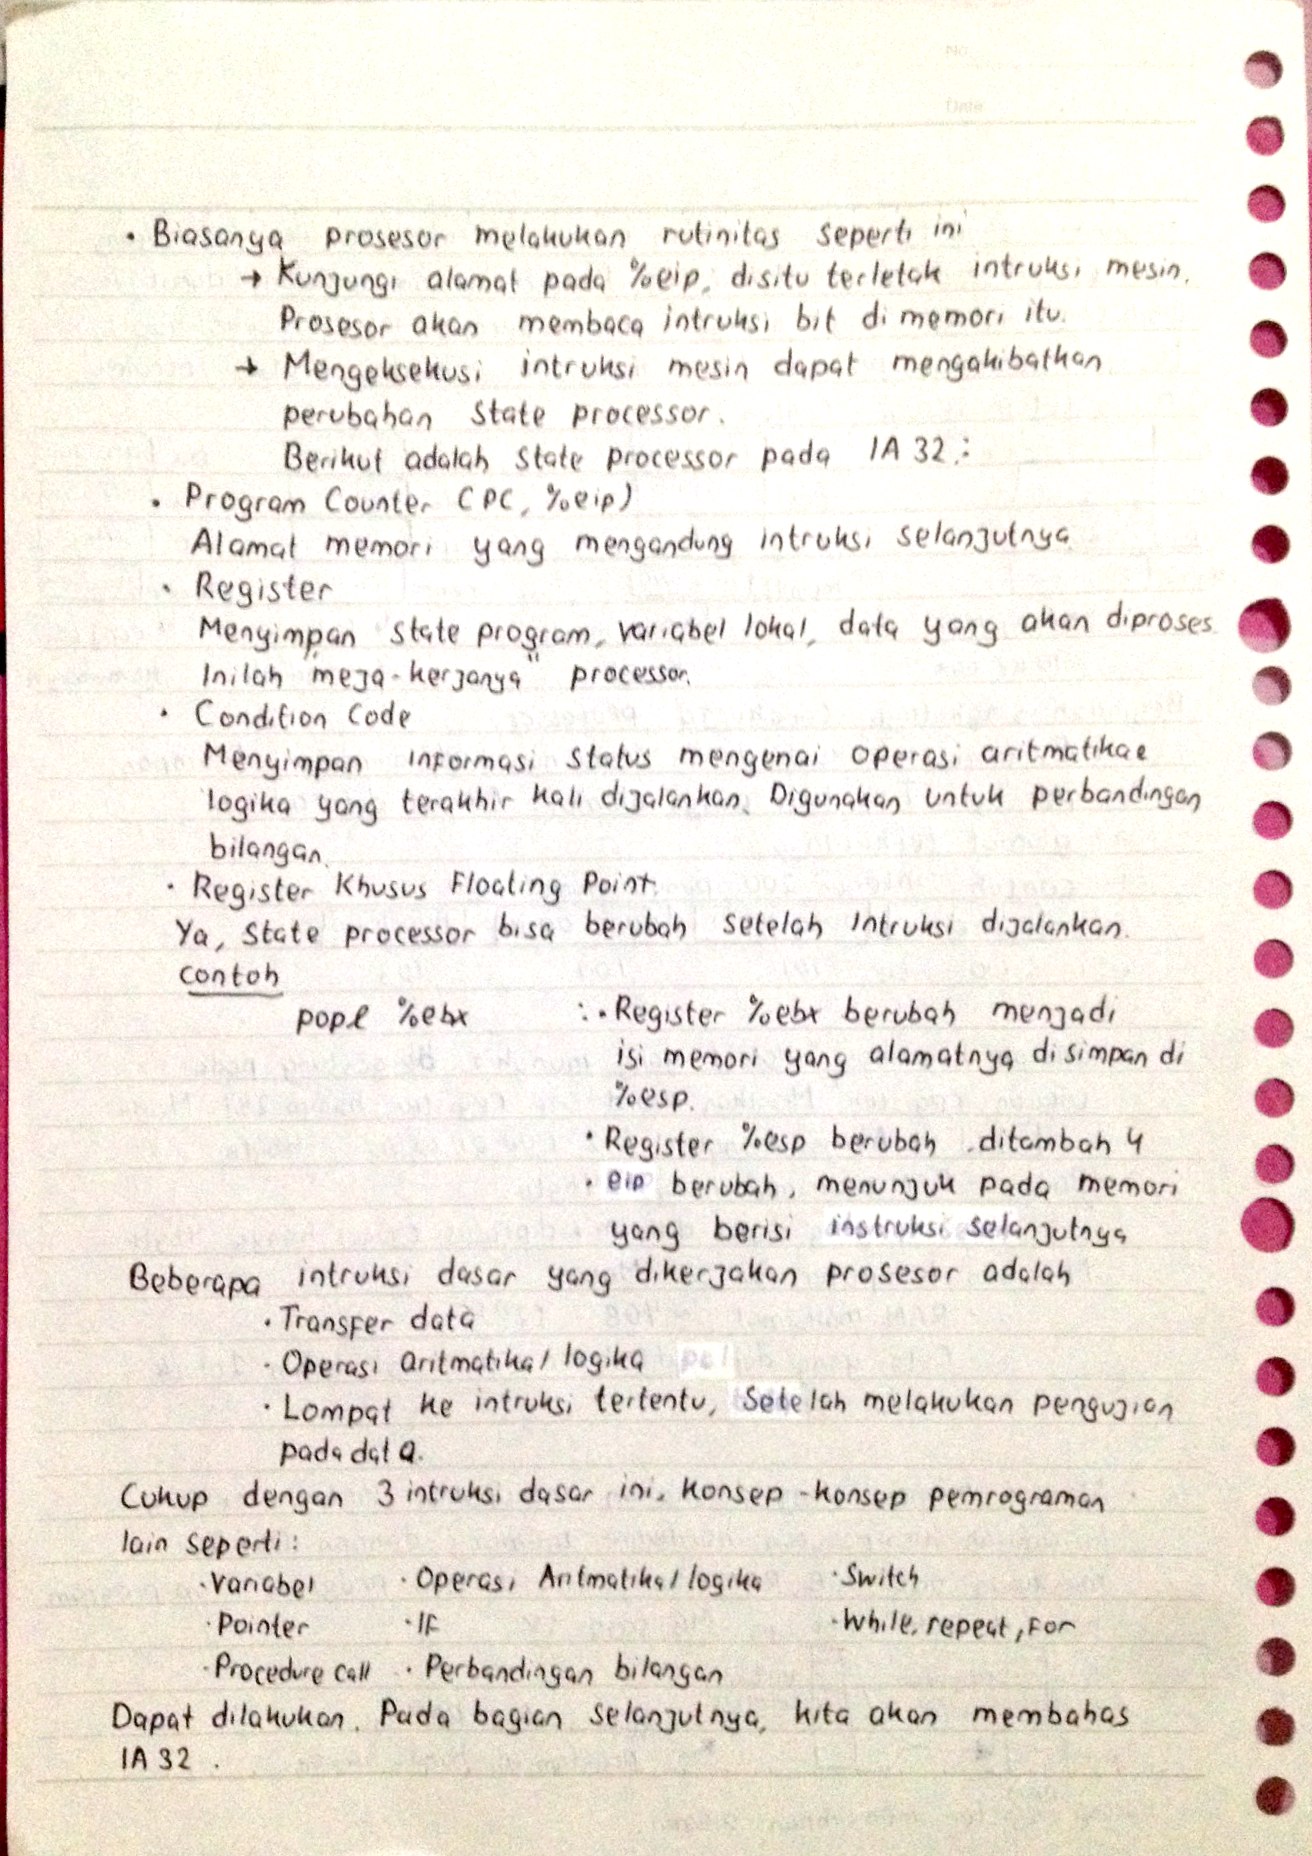 No
Date
• Biasanya prosesor melakukan rutinitas seperti ini
→ Kunjungi alamat pada %eip, disitu terletak intruksi mesin.
Prosesor akan membaca intruksi bit di memori itu.
→ Mengeksekusi intruksi mesin dapat mengakibatkan
perubahan state processor.
Berikut adalah state processor pada IA 32 :
• Program Counter (PC, %eip)
Alamat memori yang mengandung intruksi selanjutnya
• Register
Menyimpan state program, variabel lokal, data yang akan diproses
Inilah "meja-kerjanya" processor.
• Condition Code
Menyimpan informasi status mengenai operasi aritmatika e
logika yang terakhir kali dijalankan. Digunakan untuk perbandingan
bilangan.
• Register Khusus Floating Point.
Ya, state processor bisa berubah setelah intruksi dijalankan.
Contoh
popl %ebx : • Register %ebx berubah menjadi
isi memori yang alamatnya disimpan di
%esp.
• Register %esp berubah, ditambah 4
• eip berubah, menunjuk pada memori
yang berisi instruksi selanjutnya
Beberapa intruksi dasar yang dikerjakan prosesor adalah
• Transfer data
• Operasi aritmatika / logika
• Lompat ke intruksi tertentu, setelah melakukan pengujian
pada data.
Cukup dengan 3 intruksi dasar ini, konsep-konsep pemrograman
lain seperti :
• Variabel • Operasi Aritmatika / logika • Switch
• Pointer • IF • While, repeat, For
• Procedure call • Perbandingan bilangan
Dapat dilakukan. Pada bagian selanjutnya, kita akan membahas
IA 32 .